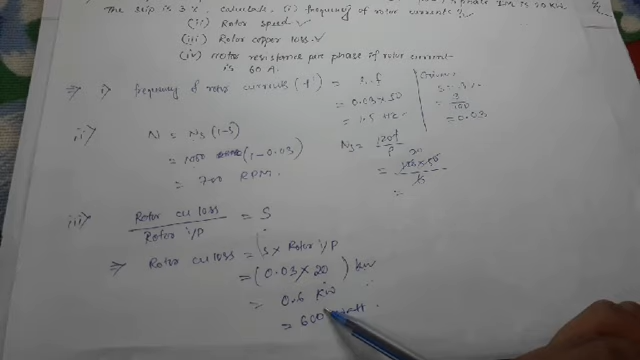 The slip is 3 %. calculate. (i) frequency of rotor currents
(ii) Rotor speed
(iii) Rotor copper loss.
(iv) rotor resistance per phase of rotor current
is 60 A.
⇒ i) frequency of rotor currents (f') = s.f
= 0.03×50
= 1.5 Hz.
Given:
s = 3%
= 3/100
= 0.03.
ii) N = Ns (1-s)
(1-0.03)
RPM.
Ns = 120f/P
=
iii) Rotor cu loss / Rotor i/p = S
⇒ Rotor cu loss = s × Rotor i/p
= (0.03×20) kw
= 0.6 kw
= 600 watt.